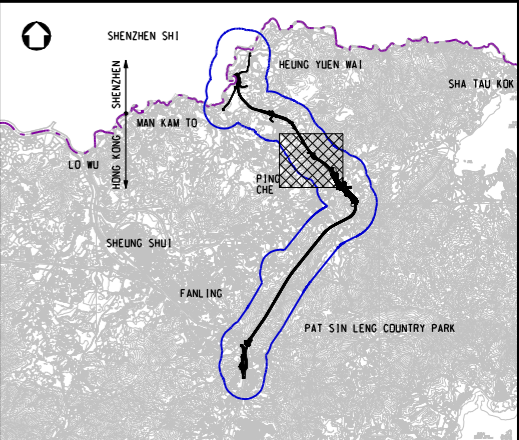 SHENZHEN SHI
HEUNG YUEN WAI
SHENZHEN
SHA TAU KOK
MAN KAM TO
HONG KONG
LO WU
PING
CHE
SHEUNG SHUI
FANLING
PAT SIN LENG COUNTRY PARK